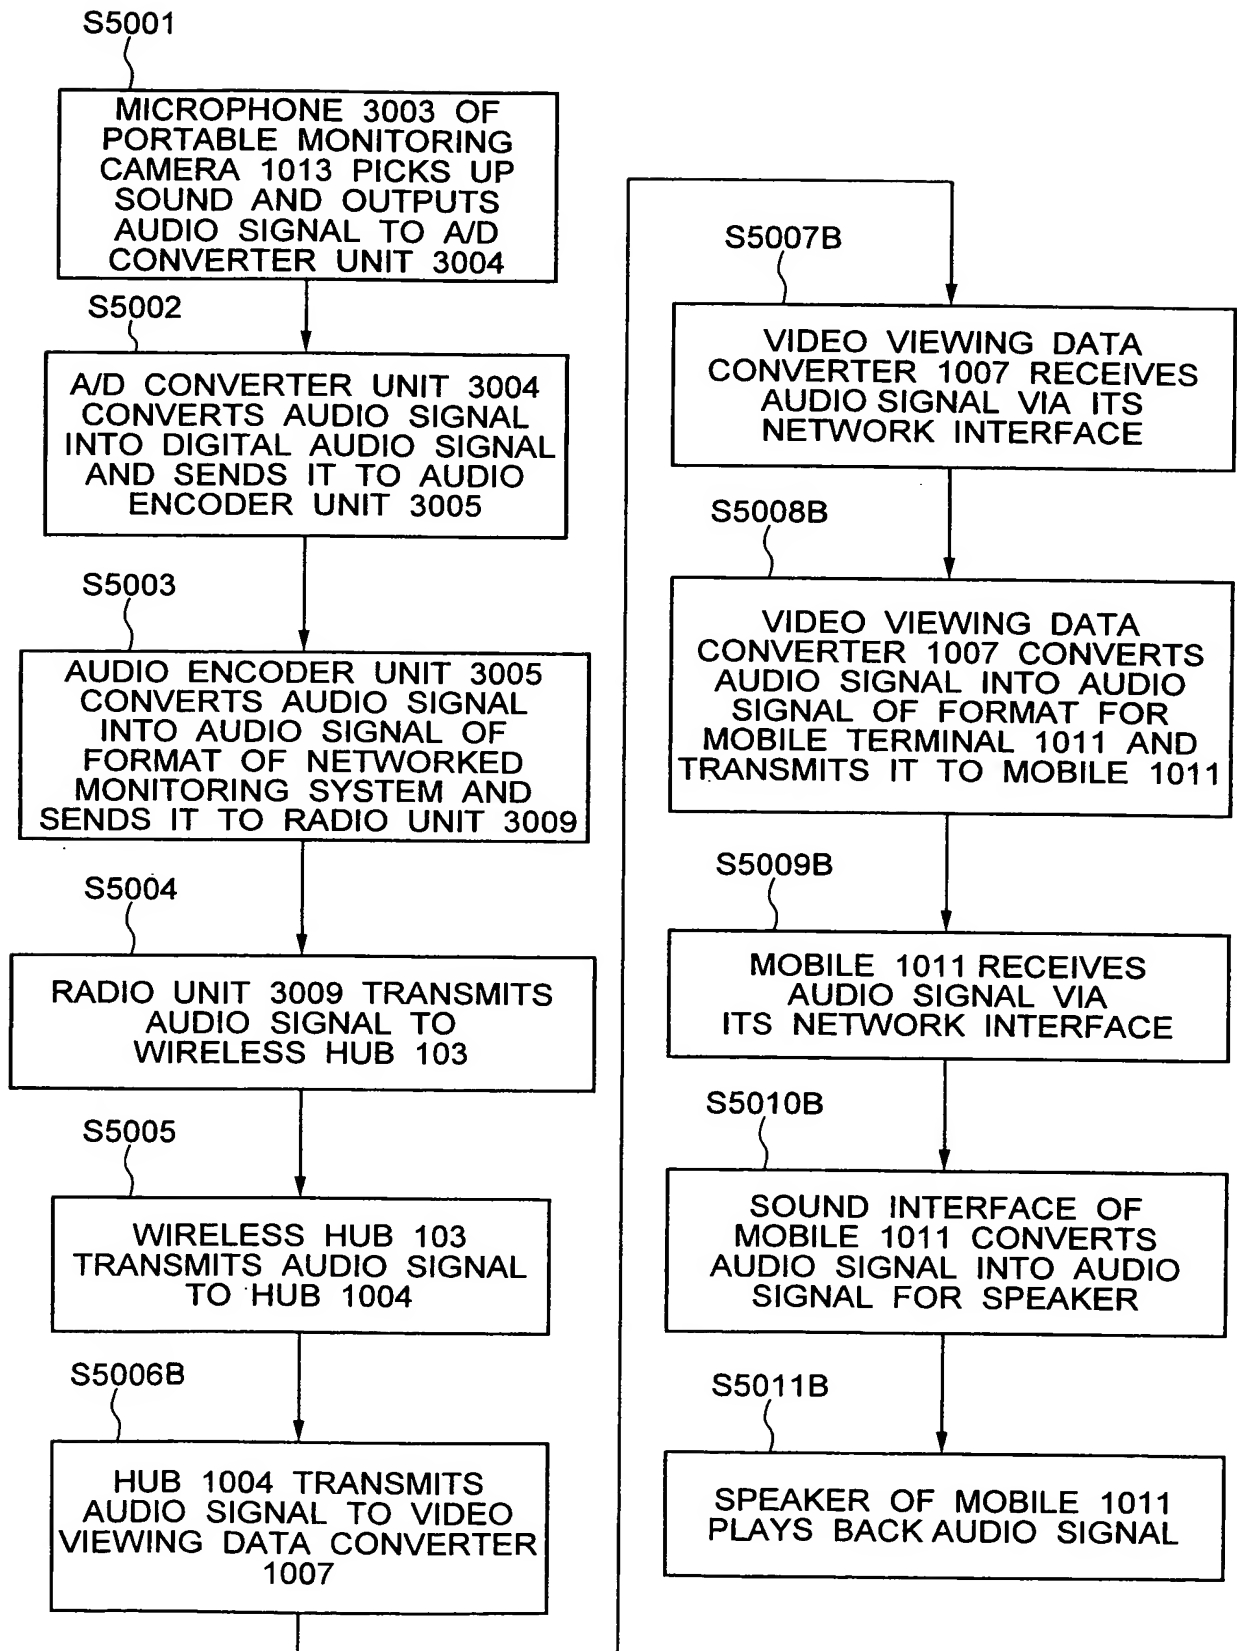 S5001
MICROPHONE 3003 OF
PORTABLE MONITORING
CAMERA 1013 PICKS UP
SOUND AND OUTPUTS
AUDIO SIGNAL TO A/D
CONVERTER UNIT 3004
S5002
A/D CONVERTER UNIT 3004
CONVERTS AUDIO SIGNAL
INTO DIGITAL AUDIO SIGNAL
AND SENDS IT TO AUDIO
ENCODER UNIT 3005
S5003
AUDIO ENCODER UNIT 3005
CONVERTS AUDIO SIGNAL
INTO AUDIO SIGNAL OF
FORMAT OF NETWORKED
MONITORING SYSTEM AND
SENDS IT TO RADIO UNIT 3009
S5004
RADIO UNIT 3009 TRANSMITS
AUDIO SIGNAL TO
WIRELESS HUB 103
S5005
WIRELESS HUB 103
TRANSMITS AUDIO SIGNAL
TO HUB 1004
S5006B
HUB 1004 TRANSMITS
AUDIO SIGNAL TO VIDEO
VIEWING DATA CONVERTER
1007
S5007B
VIDEO VIEWING DATA
CONVERTER 1007 RECEIVES
AUDIO SIGNAL VIA ITS
NETWORK INTERFACE
S5008B
VIDEO VIEWING DATA
CONVERTER 1007 CONVERTS
AUDIO SIGNAL INTO AUDIO
SIGNAL OF FORMAT FOR
MOBILE TERMINAL 1011 AND
TRANSMITS IT TO MOBILE 1011
S5009B
MOBILE 1011 RECEIVES
AUDIO SIGNAL VIA
ITS NETWORK INTERFACE
S5010B
SOUND INTERFACE OF
MOBILE 1011 CONVERTS
AUDIO SIGNAL INTO AUDIO
SIGNAL FOR SPEAKER
S5011B
SPEAKER OF MOBILE 1011
PLAYS BACK AUDIO SIGNAL